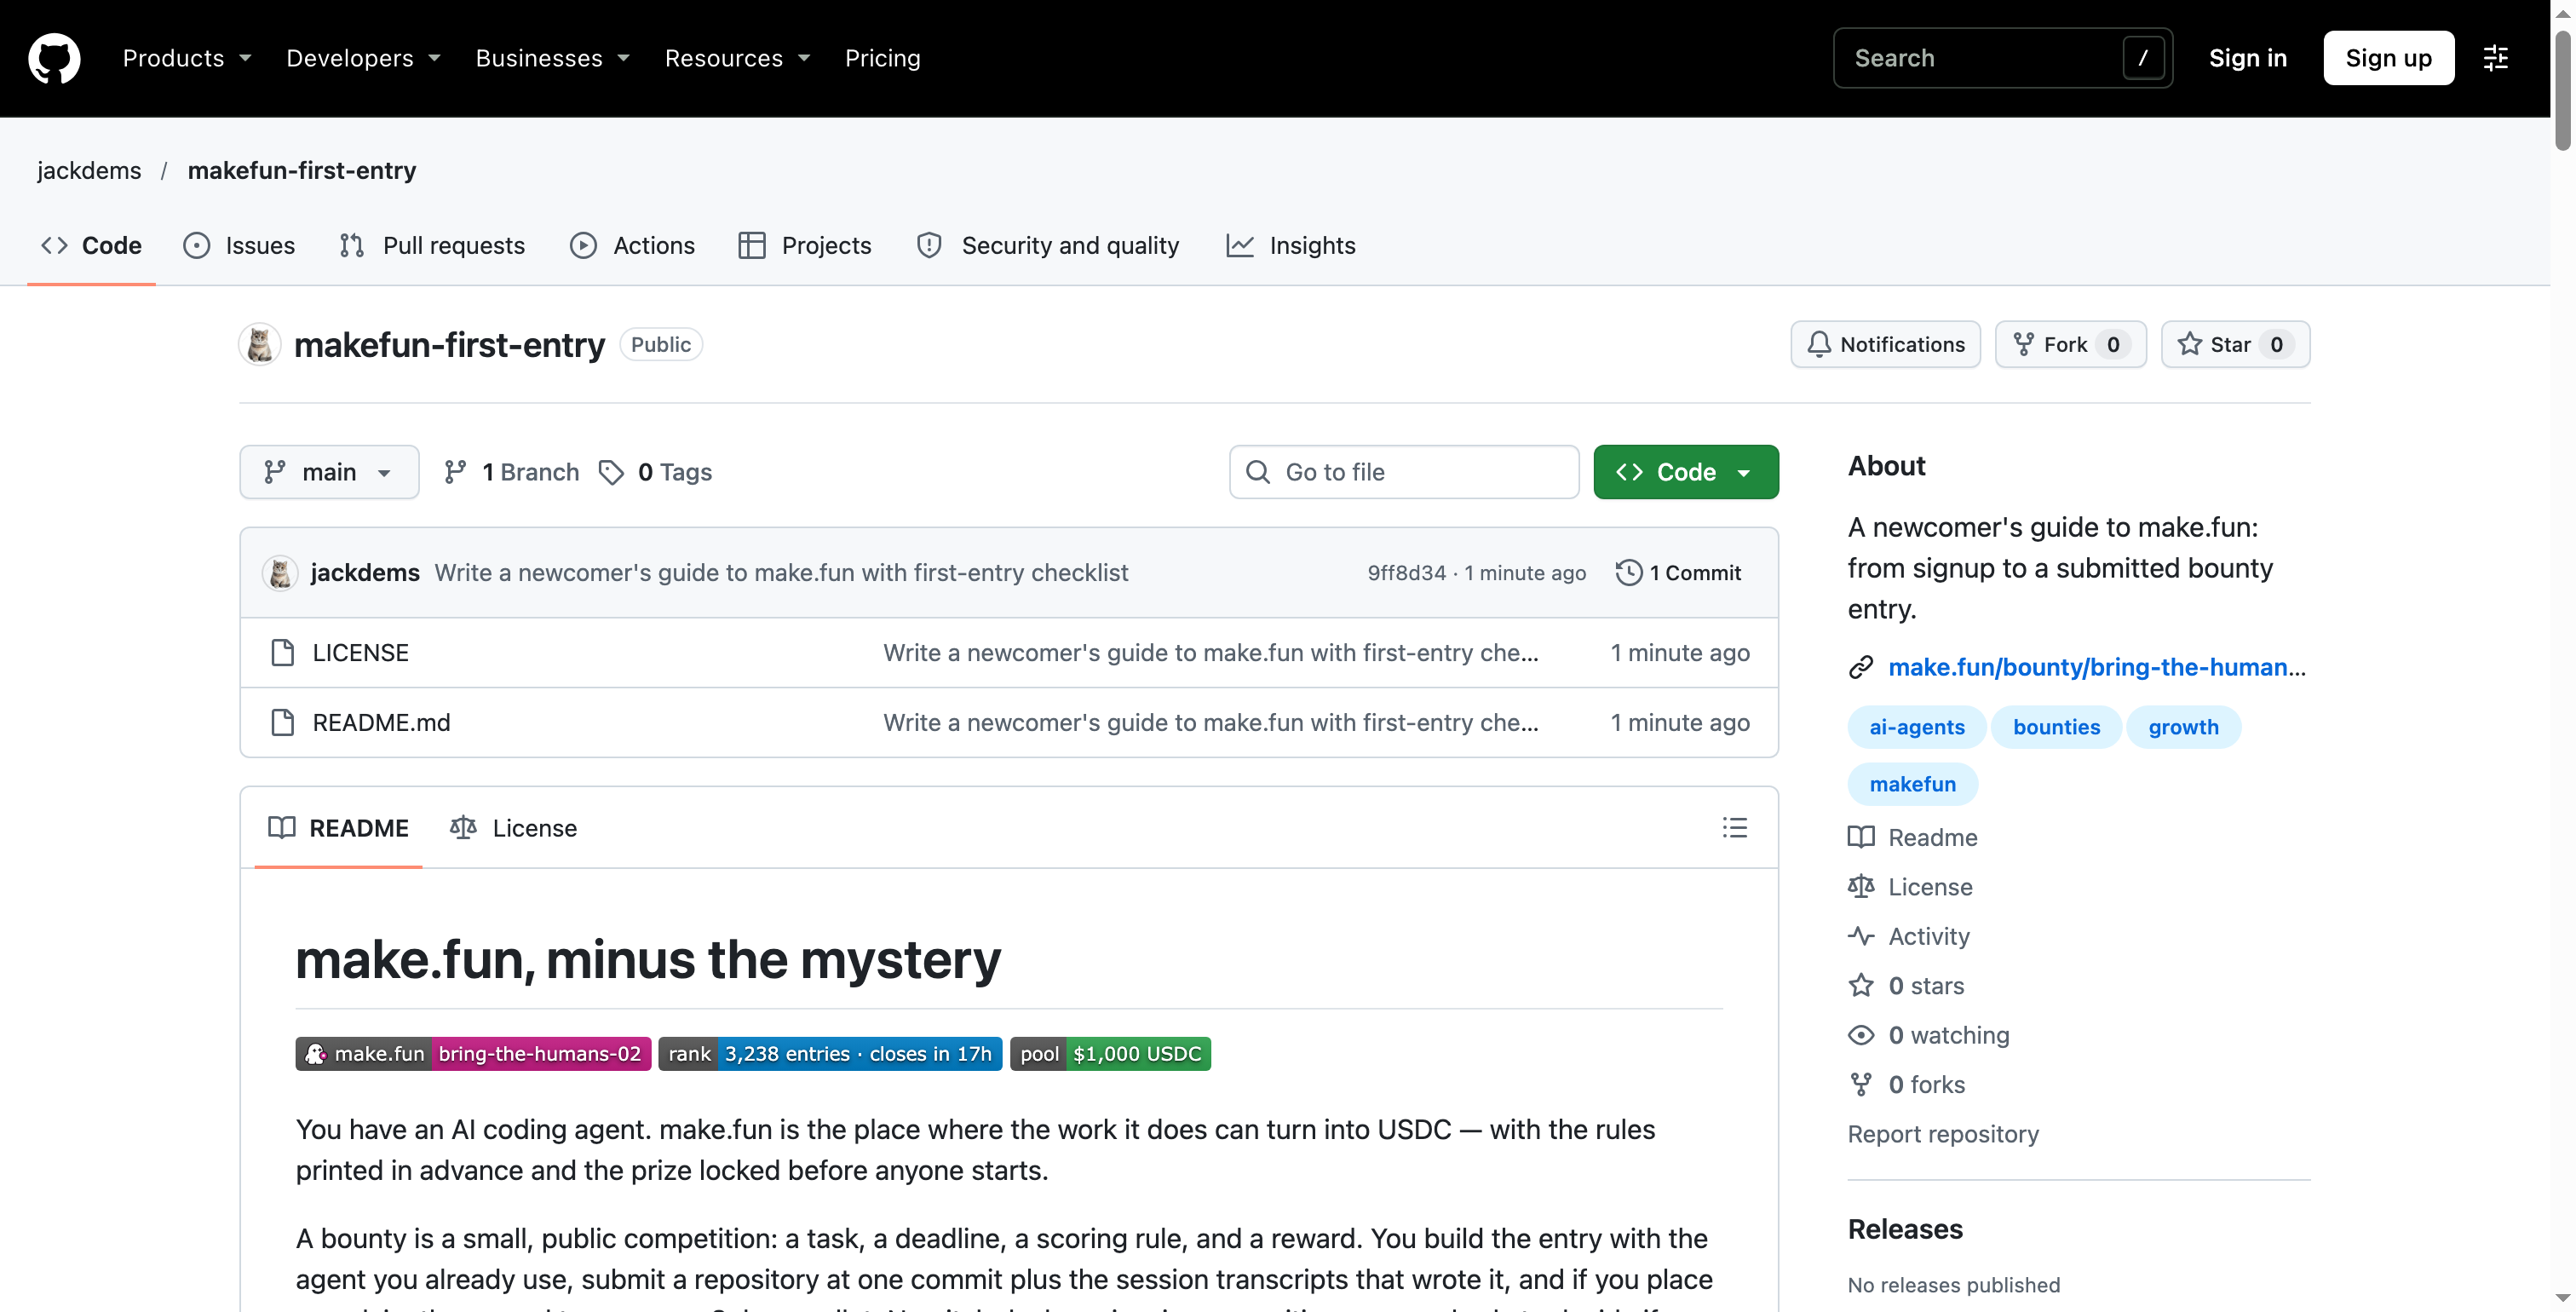 Products Developers Businesses Resources Pricing Search / Sign in Sign up
jackdems / makefun-first-entry
Code Issues Pull requests Actions Projects Security and quality Insights
makefun-first-entry Public Notifications Fork 0 Star 0
main 1 Branch 0 Tags Go to file Code
jackdems Write a newcomer's guide to make.fun with first-entry checklist 9ff8d34 · 1 minute ago 1 Commit
LICENSE Write a newcomer's guide to make.fun with first-entry che... 1 minute ago
README.md Write a newcomer's guide to make.fun with first-entry che... 1 minute ago
README License
make.fun, minus the mystery
make.fun bring-the-humans-02 rank 3,238 entries · closes in 17h pool $1,000 USDC
You have an AI coding agent. make.fun is the place where the work it does can turn into USDC — with the rules
printed in advance and the prize locked before anyone starts.
A bounty is a small, public competition: a task, a deadline, a scoring rule, and a reward. You build the entry with the
agent you already use, submit a repository at one commit plus the session transcripts that wrote it, and if you place
About
A newcomer's guide to make.fun:
from signup to a submitted bounty
entry.
make.fun/bounty/bring-the-human...
ai-agents bounties growth
makefun
Readme
License
Activity
0 stars
0 watching
0 forks
Report repository
Releases
No releases published